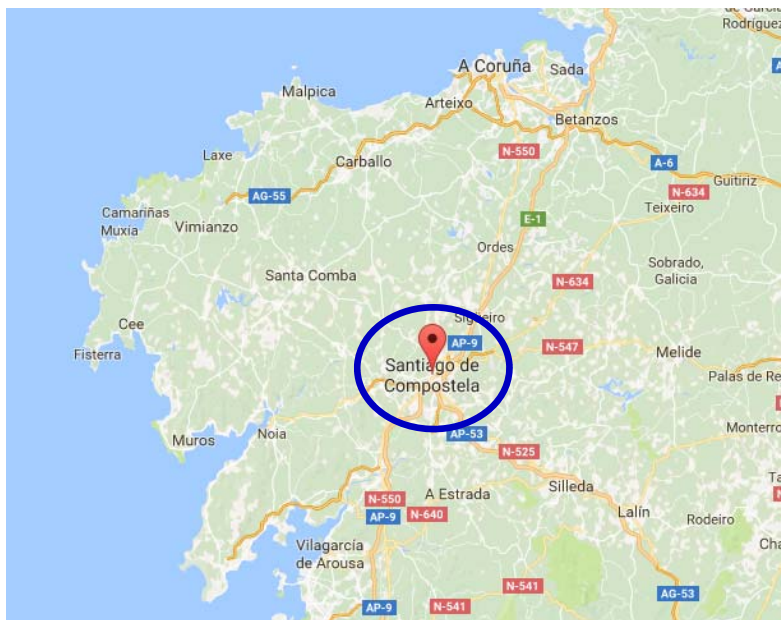 de García
Rodríguez
A Coruña
Sada
Malpica
Arteixo
Betanzos
N-550
Laxe
Carballo
A-6
Guitiriz
AG-55
N-634
Teixeiro
Camariñas
Muxía
Vimianzo
E-1
Ordes
Santa Comba
N-634
Sobrado,
Galicia
Cee
Sigüeiro
Fisterra
AP-9
N-547
Melide
Santiago de
Compostela
Palas de Re
Muros
Noia
AP-53
Monterro
N-525
A Estrada
Silleda
N-550
AP-9
N-640
Lalín
Rodeiro
Vilagarcía
de Arousa
Cha
N-541
AG-53
AP-9
N-541